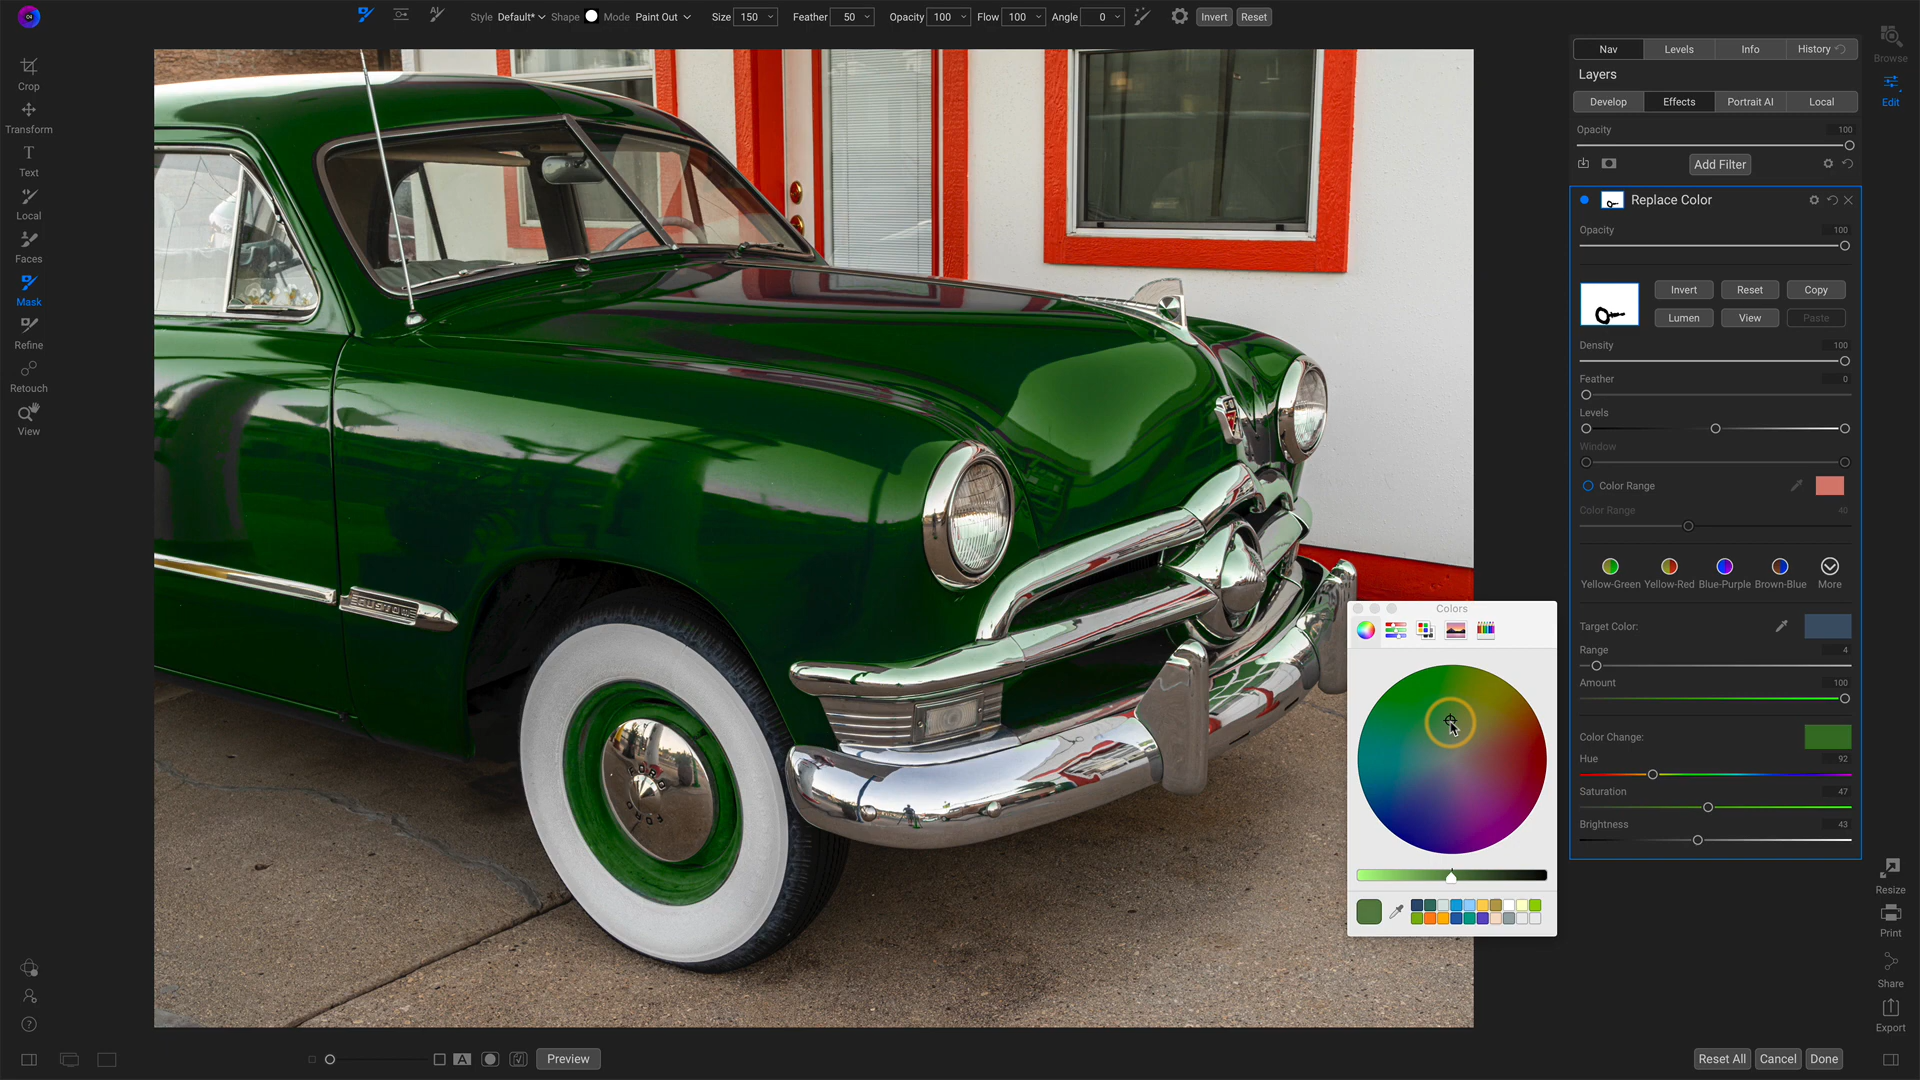 Style Default* Shape Mode Paint Out Size 150 Feather 50 Opacity 100 Flow 100 Angle 0 Invert Reset
Crop
Transform
Text
Local
Faces
Mask
Refine
Retouch
View
CUSTOM
FORD
FORD
Nav Levels Info History
Layers
Develop Effects Portrait AI Local
Opacity 100
Add Filter
Replace Color
Opacity 100
Invert Reset Copy
Lumen View Paste
Density 100
Feather 0
Levels
Window
Color Range
Color Range 40
Yellow-Green Yellow-Red Blue-Purple Brown-Blue More
Target Color:
Range 4
Amount 100
Color Change:
Hue 92
Saturation 47
Brightness 43
Colors
Browse
Edit
Resize
Print
Share
Export
?
A
Preview
Reset All Cancel Done